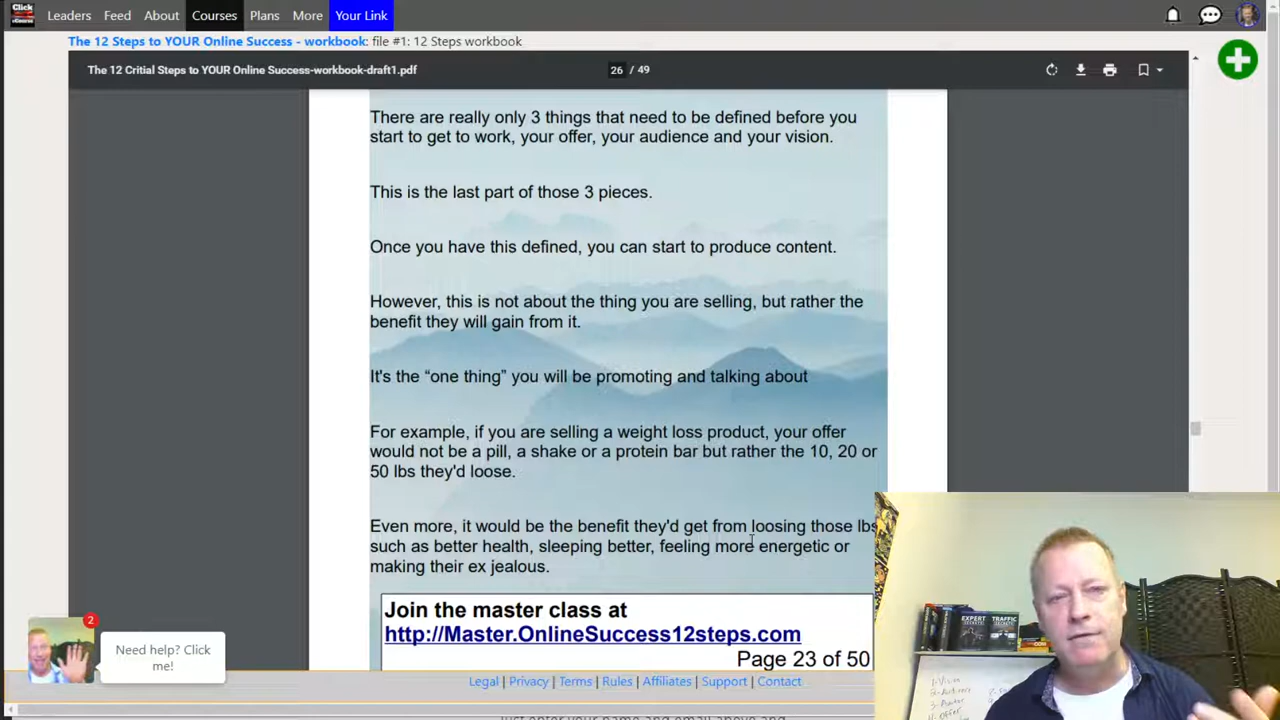 Click
eCourse
Leaders Feed About Courses Plans More Your Link
The 12 Steps to YOUR Online Success - workbook: file #1: 12 Steps workbook
The 12 Critial Steps to YOUR Online Success-workbook-draft1.pdf
26 / 49
There are really only 3 things that need to be defined before you
start to get to work, your offer, your audience and your vision.
This is the last part of those 3 pieces.
Once you have this defined, you can start to produce content.
However, this is not about the thing you are selling, but rather the
benefit they will gain from it.
It's the “one thing” you will be promoting and talking about
For example, if you are selling a weight loss product, your offer
would not be a pill, a shake or a protein bar but rather the 10, 20 or
50 lbs they'd loose.
Even more, it would be the benefit they'd get from loosing those lbs
such as better health, sleeping better, feeling more energetic or
making their ex jealous.
Join the master class at
http://Master.OnlineSuccess12steps.com
Page 23 of 50
2
Need help? Click
me!
Legal | Privacy | Terms | Rules | Affiliates | Support | Contact
EXPERT
SECRETS
TRAFFIC
SECRETS
1- Vision
4- Offer